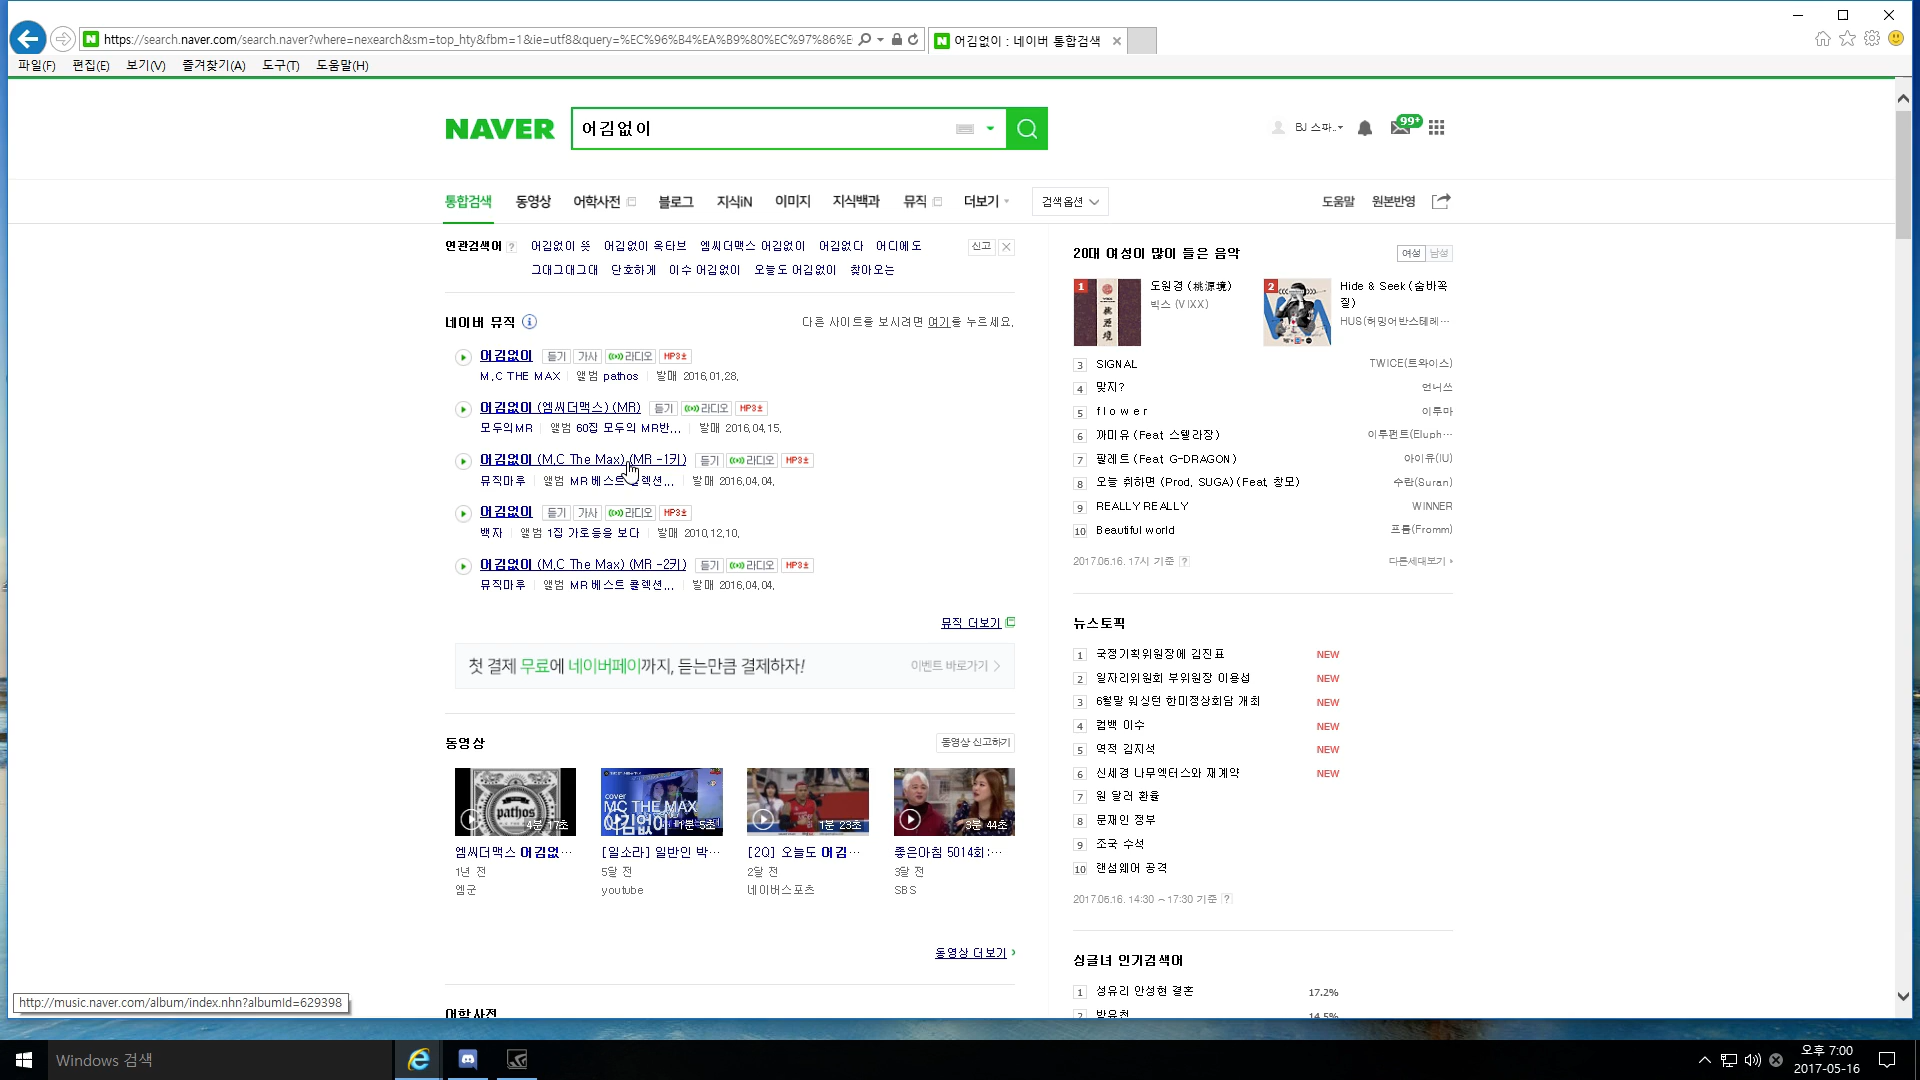 https://search.naver.com/search.naver?where=nexearch&sm=top_hty&fbm=1&ie=utf8&query=%EC%96%B4%EA%B9%80%EC%97%86%E
어김없이 : 네이버 통합검색
파일(F) 편집(E) 보기(V) 즐겨찾기(A) 도구(T) 도움말(H)
NAVER
어김없이
BJ 스파..
99+
통합검색 동영상 어학사전 블로그 지식iN 이미지 지식백과 뮤직 더보기 검색옵션
도움말 원본반영
연관검색어 ? 어김없이 뜻 어김없이 옥타브 엠씨더맥스 어김없이 어김없다 어디에도 신고
그대그대그대 단호하게 이수 어김없이 오늘도 어김없이 찾아오는
네이버 뮤직
다른 사이트를 보시려면 여기를 누르세요.
어김없이 듣기 가사 라디오 MP3
M.C THE MAX 앨범 pathos 발매 2016.01.28.
어김없이 (엠씨더맥스) (MR) 듣기 라디오 MP3
모두의MR 앨범 60집 모두의 MR반... 발매 2016.04.15.
어김없이 (M.C The Max) (MR -1키) 듣기 라디오 MP3
뮤직마루 앨범 MR 베스트 콜렉션... 발매 2016.04.04.
어김없이 듣기 가사 라디오 MP3
백자 앨범 1집 가로등을 보다 발매 2010.12.10.
어김없이 (M.C The Max) (MR -2키) 듣기 라디오 MP3
뮤직마루 앨범 MR 베스트 콜렉션... 발매 2016.04.04.
뮤직 더보기
첫 결제 무료에 네이버페이까지, 듣는만큼 결제하자!
이벤트 바로가기
동영상
동영상 신고하기
pathos
4분 17초
cover
MC THE MAX
어김없이
11분 5초
1분 23초
3분 44초
엠씨더맥스 어김없…
1년 전
엠군
[일소라] 일반인 박…
5달 전
youtube
[2Q] 오늘도 어김…
2달 전
네이버스포츠
좋은아침 5014회:…
3달 전
SBS
동영상 더보기
어학사전
20대 여성이 많이 들은 음악
여성 남성
1
도원경 (桃源境)
빅스 (VIXX)
2
Hide & Seek (숨바꼭질)
HUS(허밍어반스테레…
3 SIGNAL TWICE(트와이스)
4 맞지? 언니쓰
5 f l o w e r 이루마
6 까미유 (Feat. 스텔라장) 이루펀트(Eluph…
7 팔레트 (Feat. G-DRAGON) 아이유(IU)
8 오늘 취하면 (Prod. SUGA) (Feat. 창모) 수란(Suran)
9 REALLY REALLY WINNER
10 Beautiful world 프롬(Fromm)
2017.05.16. 17시 기준 ?
다른세대보기
뉴스토픽
1 국정기획위원장에 김진표 NEW
2 일자리위원회 부위원장 이용섭 NEW
3 6월말 워싱턴 한미정상회담 개최 NEW
4 컴백 이수 NEW
5 역적 김지석 NEW
6 신세경 나무엑터스와 재계약 NEW
7 원 달러 환율
8 문재인 정부
9 조국 수석
10 랜섬웨어 공격
2017.05.16. 14:30 ~ 17:30 기준 ?
싱글녀 인기검색어
1 성유리 안성현 결혼 17.2%
2 박유천 14.5%
http://music.naver.com/album/index.nhn?albumId=629398
Windows 검색
오후 7:00
2017-05-16